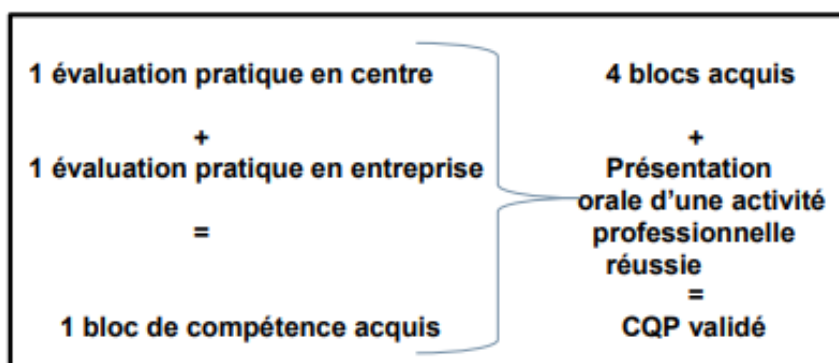 1 évaluation pratique en centre
+
1 évaluation pratique en entreprise
=
1 bloc de compétence acquis
4 blocs acquis
+
Présentation
orale d'une activité
professionnelle
réussie
=
CQP validé